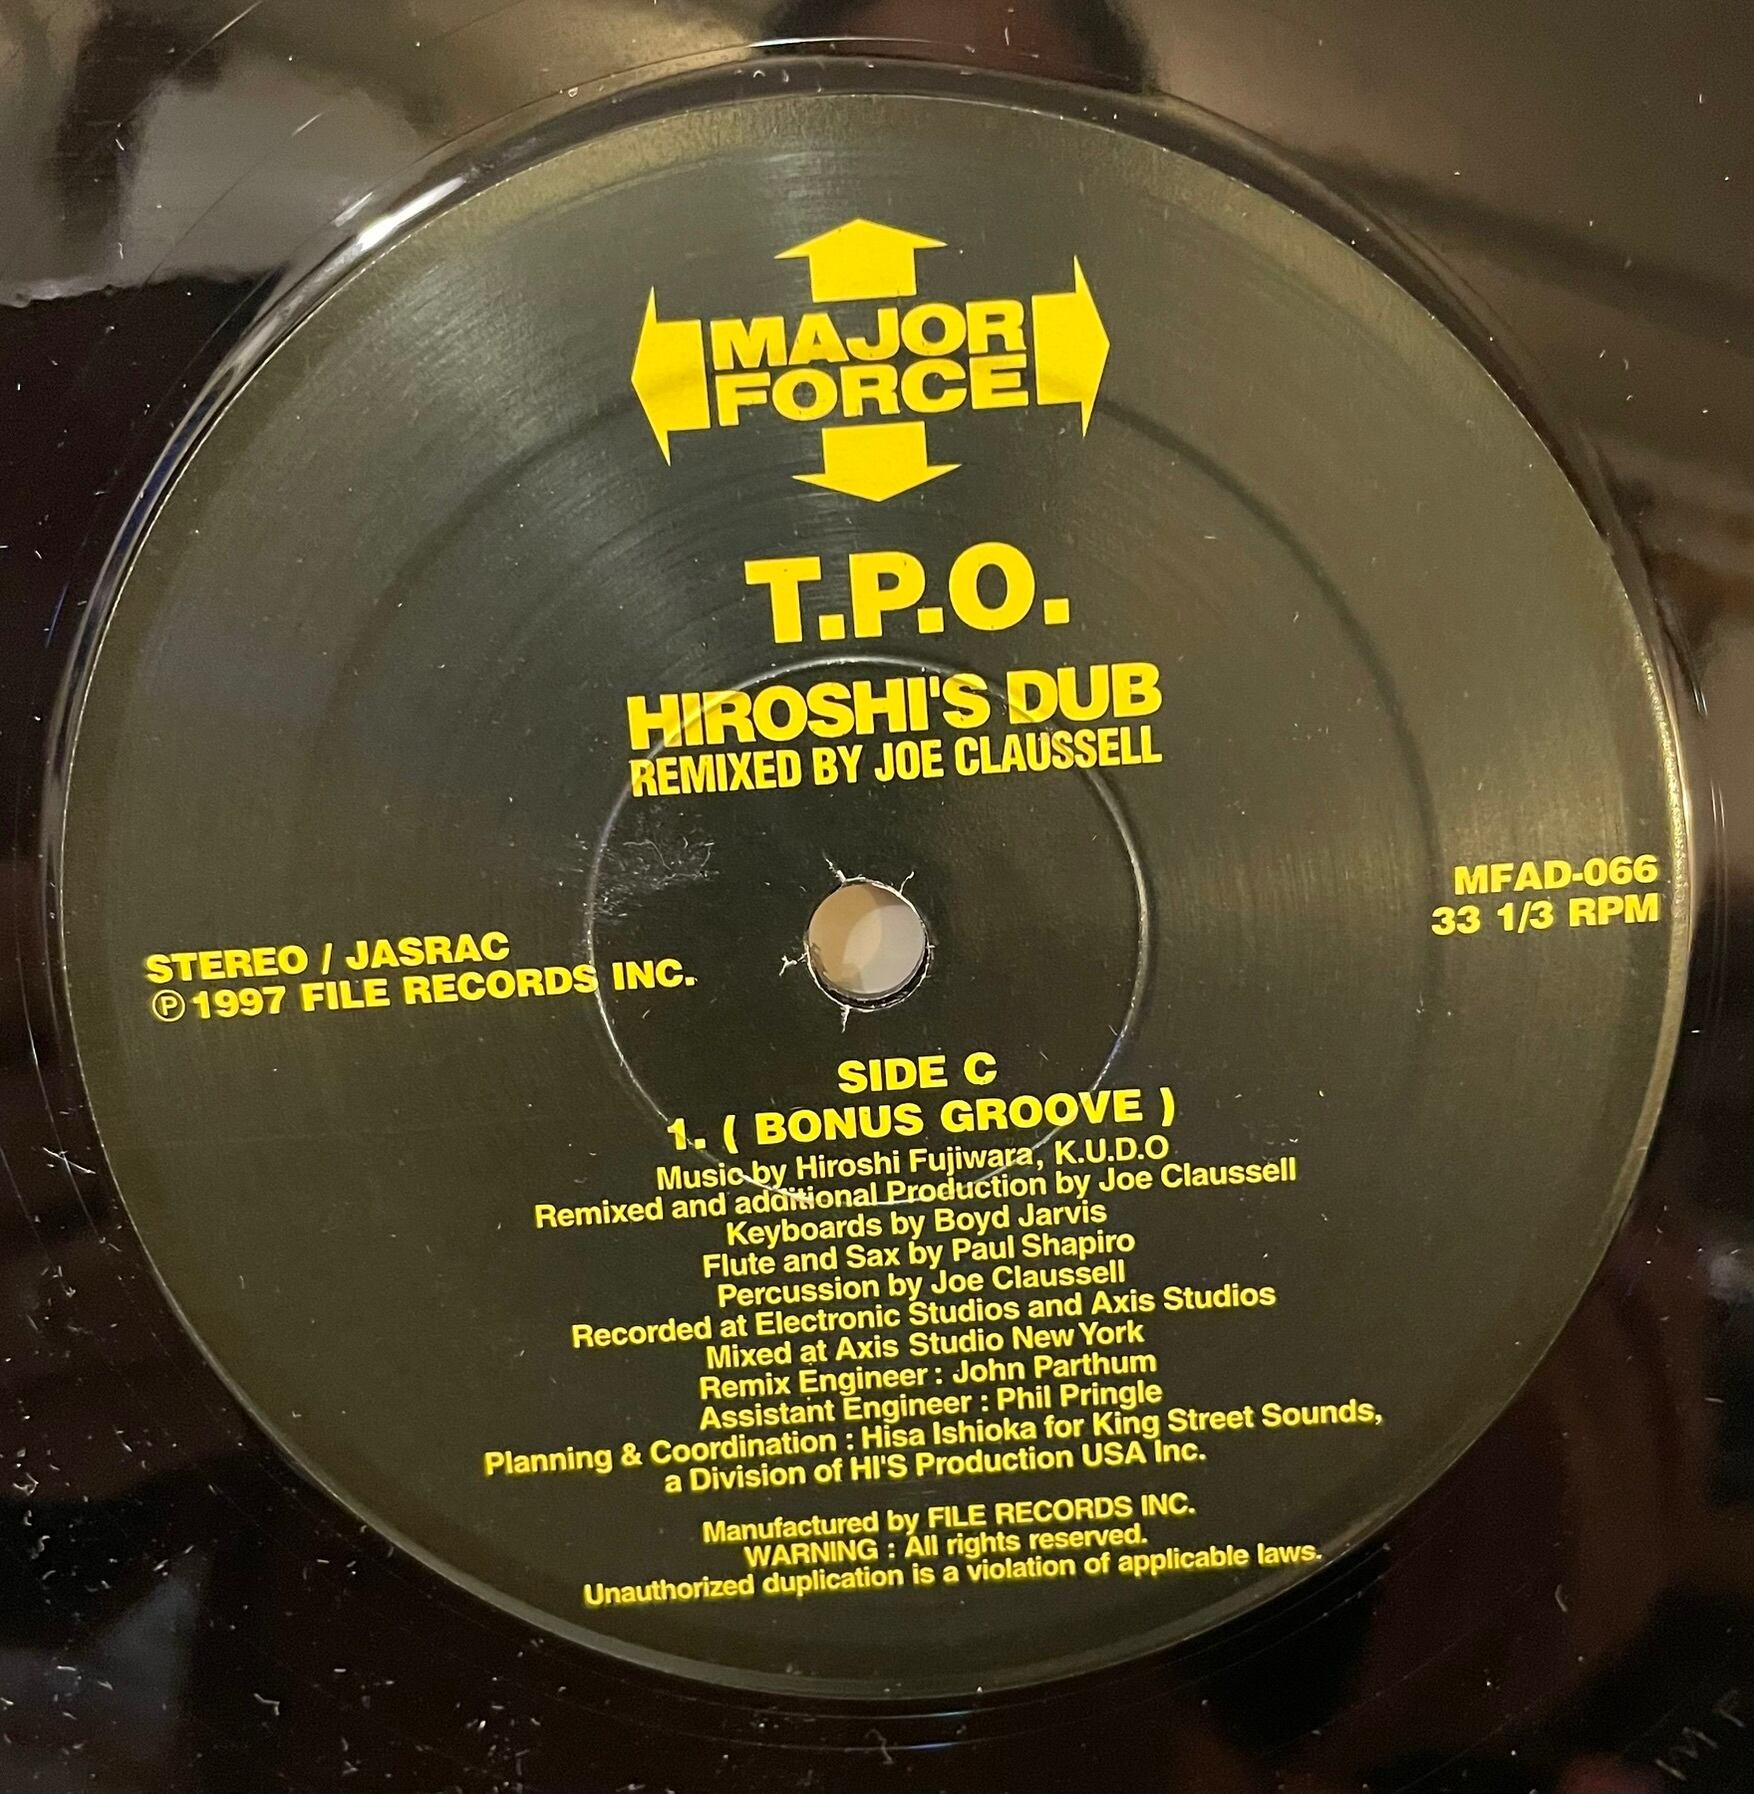 MAJOR
FORCE
T.P.O.
HIROSHI'S DUB
REMIXED BY JOE CLAUSSELL
MFAD-066
33 1/3 RPM
STEREO / JASRAC
Ⓟ1997 FILE RECORDS INC.
SIDE C
1. ( BONUS GROOVE )
Music by Hiroshi Fujiwara, K.U.D.O
Remixed and additional Production by Joe Claussell
Keyboards by Boyd Jarvis
Flute and Sax by Paul Shapiro
Percussion by Joe Claussell
Recorded at Electronic Studios and Axis Studios
Mixed at Axis Studio New York
Remix Engineer : John Parthum
Assistant Engineer : Phil Pringle
Planning & Coordination : Hisa Ishioka for King Street Sounds,
a Division of HI'S Production USA Inc.
Manufactured by FILE RECORDS INC.
WARNING : All rights reserved.
Unauthorized duplication is a violation of applicable laws.